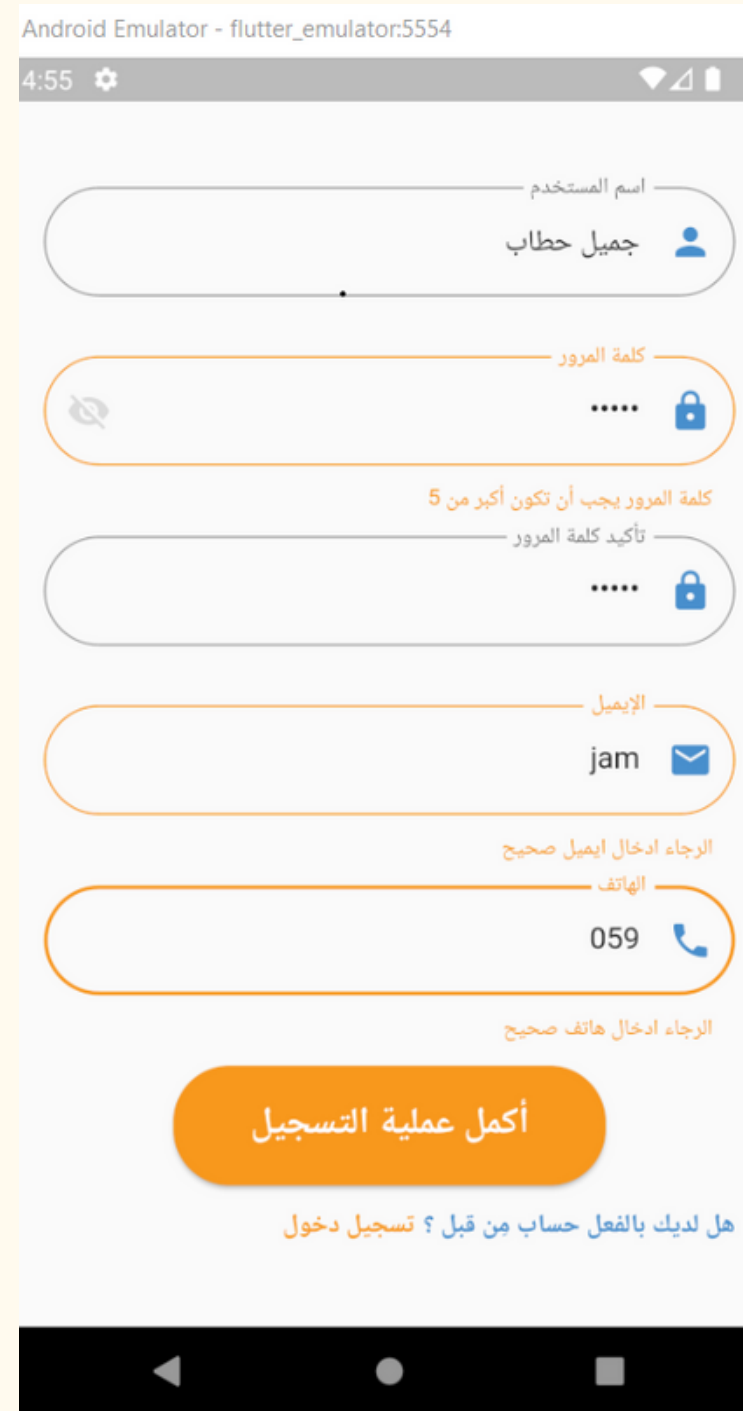 Android Emulator - flutter_emulator:5554
4:55
اسم المستخدم
جميل حطاب
كلمة المرور
•••••
كلمة المرور يجب أن تكون أكبر من 5
تأكيد كلمة المرور
•••••
الإيميل
jam
الرجاء ادخال ايميل صحيح
الهاتف
059
الرجاء ادخال هاتف صحيح
أكمل عملية التسجيل
هل لديك بالفعل حساب مِن قبل ؟ تسجيل دخول